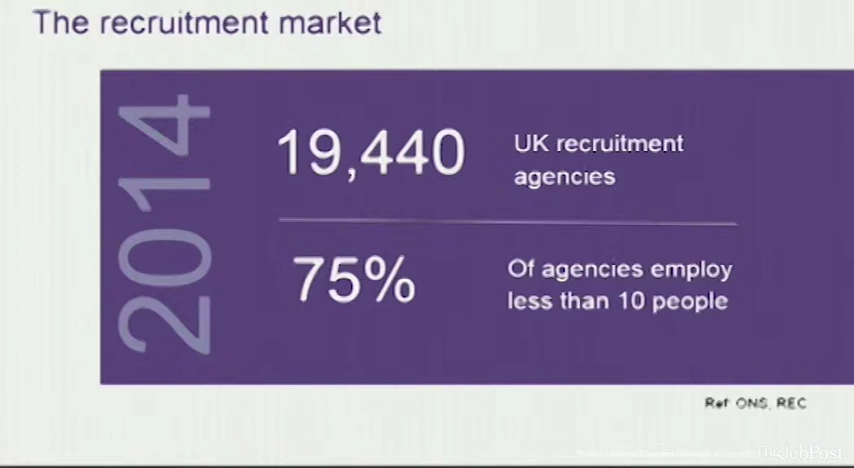 The recruitment market
2014
19,440
UK recruitment
agencies
75%
Of agencies employ
less than 10 people
Ref ONS, REC
TheJobPost